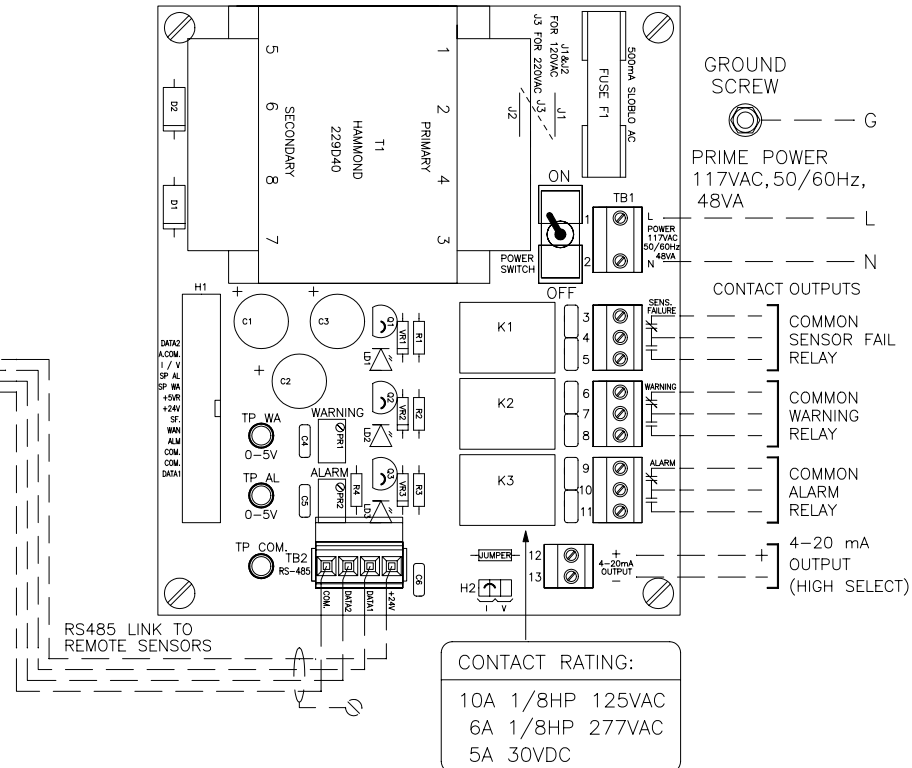 5
6
8
7
SECONDARY
T1
HAMMOND
229D40
PRIMARY
1
2
4
3
D2
D1
J1&J2
FOR 120VAC
J3 FOR 220VAC
J1
J3
J2
500mA SLOBLO AC
FUSE F1
GROUND
SCREW
G
PRIME POWER
117VAC,50/60Hz,
48VA
ON
TB1
1
L
POWER
117VAC
50/60Hz
48VA
N
2
POWER
SWITCH
OFF
L
N
CONTACT OUTPUTS
H1
DATA2
A.COM.
I / V
SP AL
SP WA
+5VR
+24V
SF.
WAN
ALM
COM.
COM.
DATA1
+
C1
+
C3
+
C2
Q1
VR1
R1
LD1
Q2
VR2
R2
LD2
Q3
VR3
R3
LD3
TP WA
0-5V
C4
WARNING
PR1
TP AL
0-5V
C5
ALARM
PR2
R4
TP COM.
TB2
RS-485
C6
COM.
DATA2
DATA1
+24V
K1
3
4
5
SENS.
FAILURE
COMMON
SENSOR FAIL
RELAY
K2
6
7
8
WARNING
COMMON
WARNING
RELAY
K3
9
10
11
ALARM
COMMON
ALARM
RELAY
JUMPER
12
13
+
4-20mA
OUTPUT
-
H2
I V
+
-
4-20 mA
OUTPUT
(HIGH SELECT)
RS485 LINK TO
REMOTE SENSORS
CONTACT RATING:
10A 1/8HP 125VAC
6A 1/8HP 277VAC
5A 30VDC